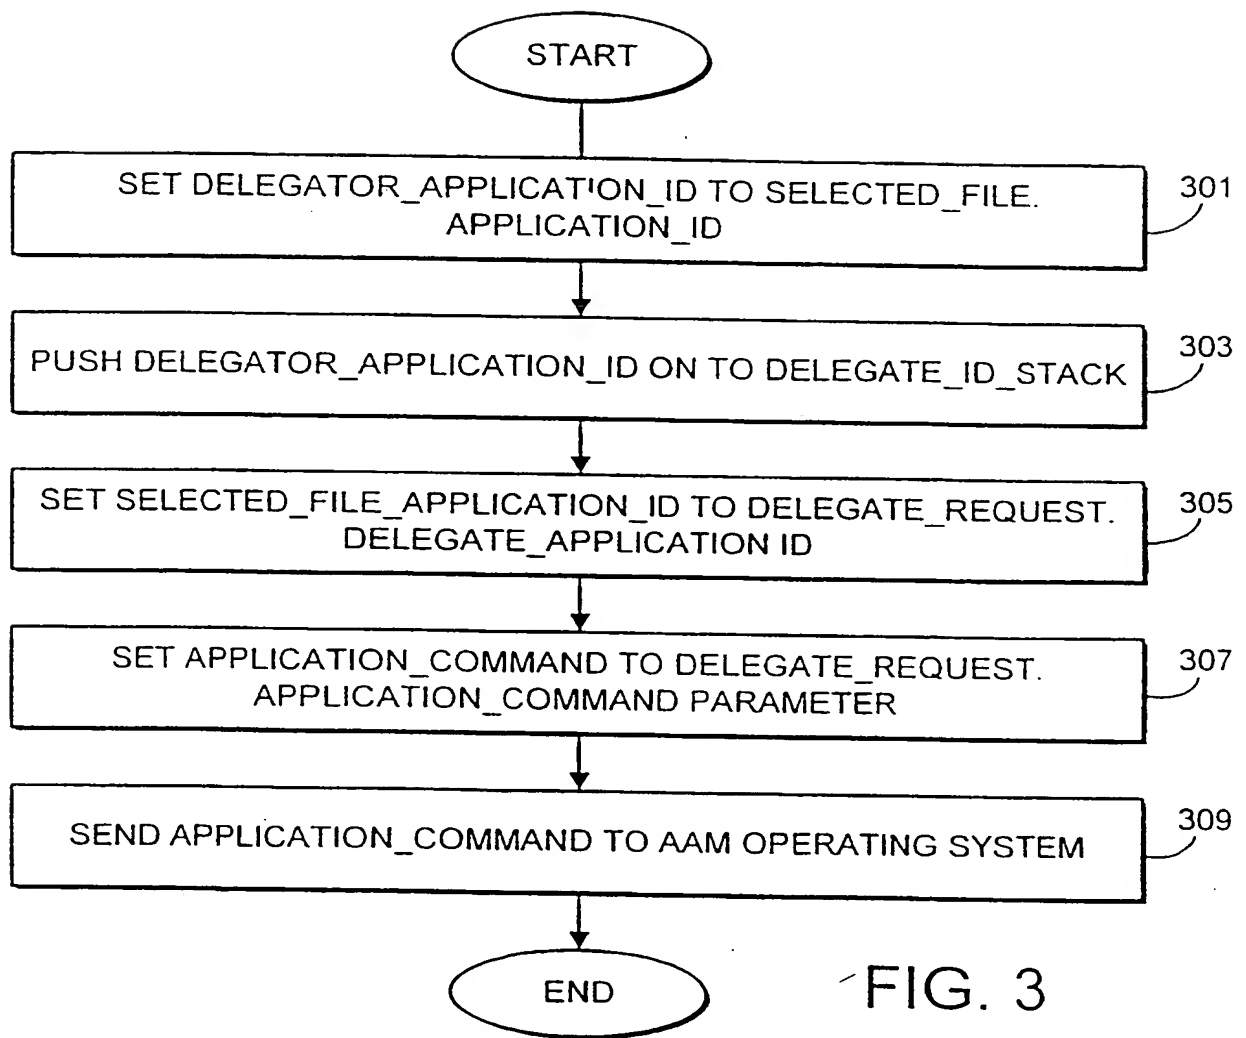 START
SET DELEGATOR_APPLICATION_ID TO SELECTED_FILE.
APPLICATION_ID
301
PUSH DELEGATOR_APPLICATION_ID ON TO DELEGATE_ID_STACK
303
SET SELECTED_FILE_APPLICATION_ID TO DELEGATE_REQUEST.
DELEGATE_APPLICATION ID
305
SET APPLICATION_COMMAND TO DELEGATE_REQUEST.
APPLICATION_COMMAND PARAMETER
307
SEND APPLICATION_COMMAND TO AAM OPERATING SYSTEM
309
END
FIG. 3